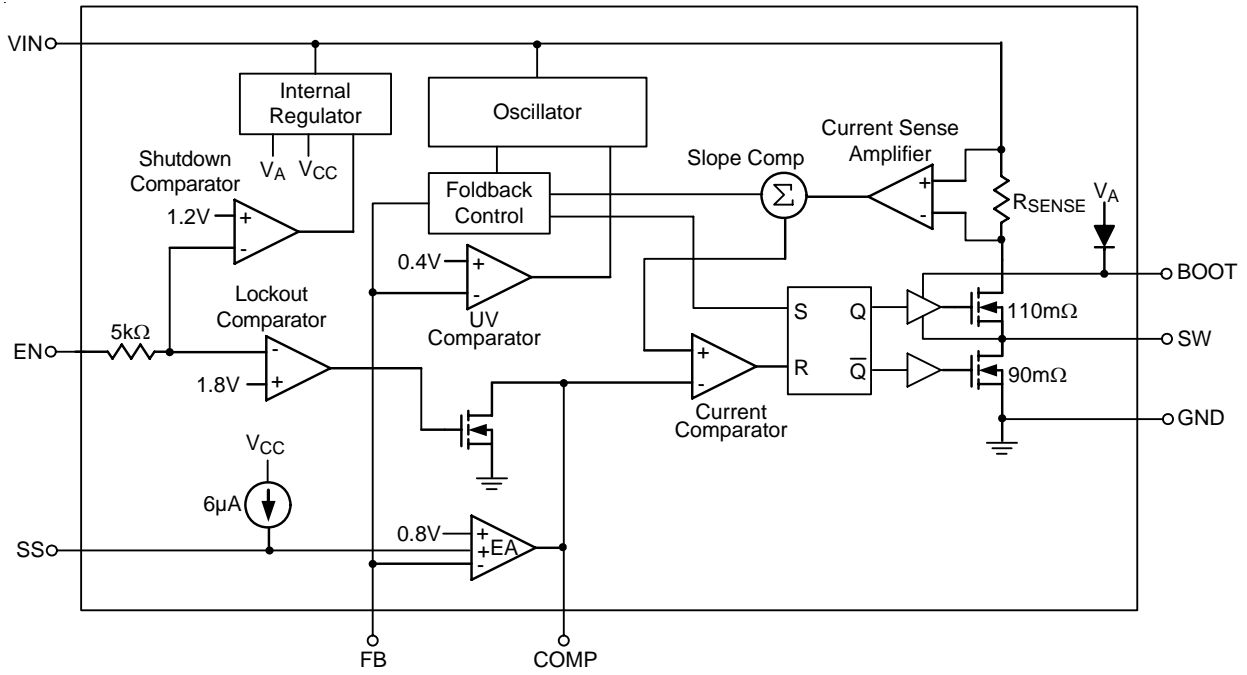 VIN
Internal
Regulator
Oscillator
Current Sense
Amplifier
Slope Comp
Shutdown
Comparator
VA
VCC
Foldback
Control
Σ
+
-
RSENSE
VA
1.2V
+
-
0.4V
+
-
UV
Comparator
BOOT
Lockout
Comparator
S
Q
110mΩ
5kΩ
EN
-
+
1.8V
+
-
R
Q̅
SW
90mΩ
Current
Comparator
GND
VCC
6µA
0.8V
+
+
EA
-
SS
FB
COMP